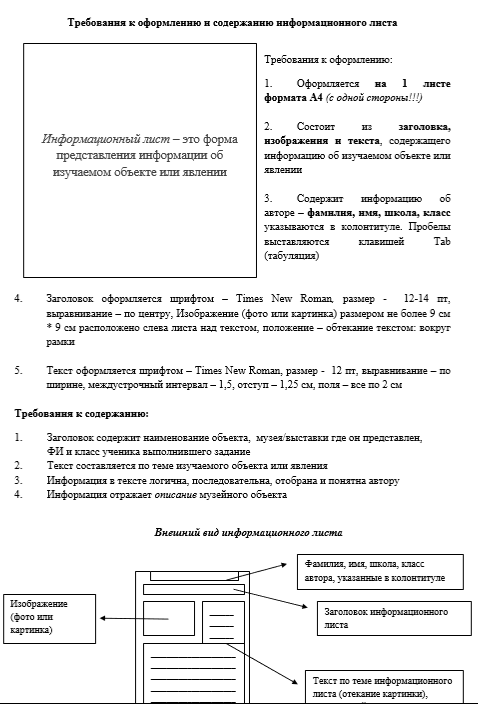 Требования к оформлению и содержанию информационного листа
Информационный лист – это форма
представления информации об
изучаемом объекте или явлении
Требования к оформлению:
1. Оформляется на 1 листе
формата А4 (с одной стороны!!!)
2. Состоит из заголовка,
изображения и текста, содержащего
информацию об изучаемом объекте или
явлении
3. Содержит информацию об
авторе – фамилия, имя, школа, класс
указываются в колонтитуле. Пробелы
выставляются клавишей Tab
(табуляция)
4. Заголовок оформляется шрифтом – Times New Roman, размер - 12-14 пт,
выравнивание – по центру, Изображение (фото или картинка) размером не более 9 см
* 9 см расположено слева листа над текстом, положение – обтекание текстом: вокруг
рамки
5. Текст оформляется шрифтом – Times New Roman, размер - 12 пт, выравнивание – по
ширине, междустрочный интервал – 1,5, отступ – 1,25 см, поля – все по 2 см
Требования к содержанию:
1. Заголовок содержит наименование объекта, музея/выставки где он представлен,
ФИ и класс ученика выполнившего задание
2. Текст составляется по теме изучаемого объекта или явления
3. Информация в тексте логична, последовательна, отобрана и понятна автору
4. Информация отражает описание музейного объекта
Внешний вид информационного листа
Фамилия, имя, школа, класс
автора, указанные в колонтитуле
Изображение
(фото или
картинка)
Заголовок информационного
листа
Текст по теме информационного
листа (отекание картинки),